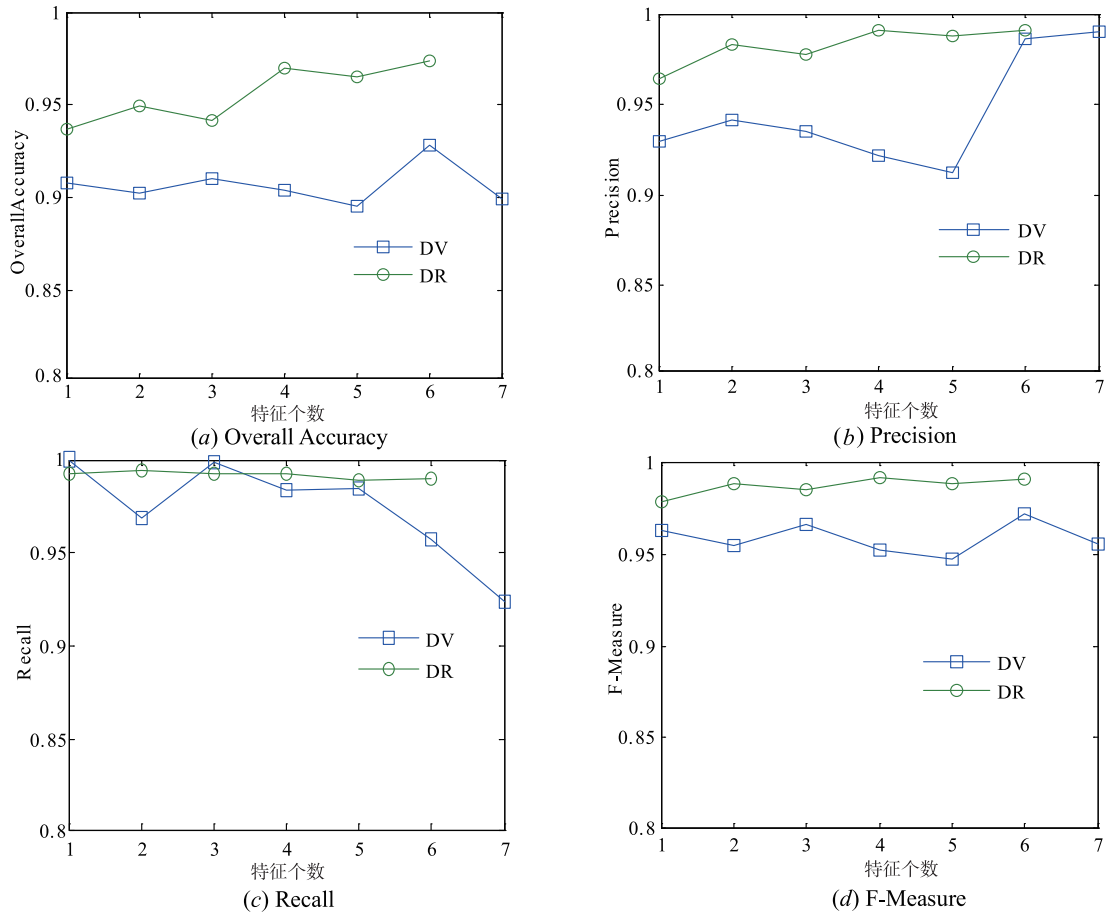 1
0.95
0.9
0.85
0.8
OverallAccuracy
DV
DR
1 2 3 4 5 6 7
特征个数
(a) Overall Accuracy
1
0.95
0.9
0.85
0.8
Precision
DV
DR
1 2 3 4 5 6 7
特征个数
(b) Precision
1
0.95
0.9
0.85
0.8
Recall
DV
DR
1 2 3 4 5 6 7
特征个数
(c) Recall
1
0.95
0.9
0.85
0.8
F-Measure
DV
DR
1 2 3 4 5 6 7
特征个数
(d) F-Measure